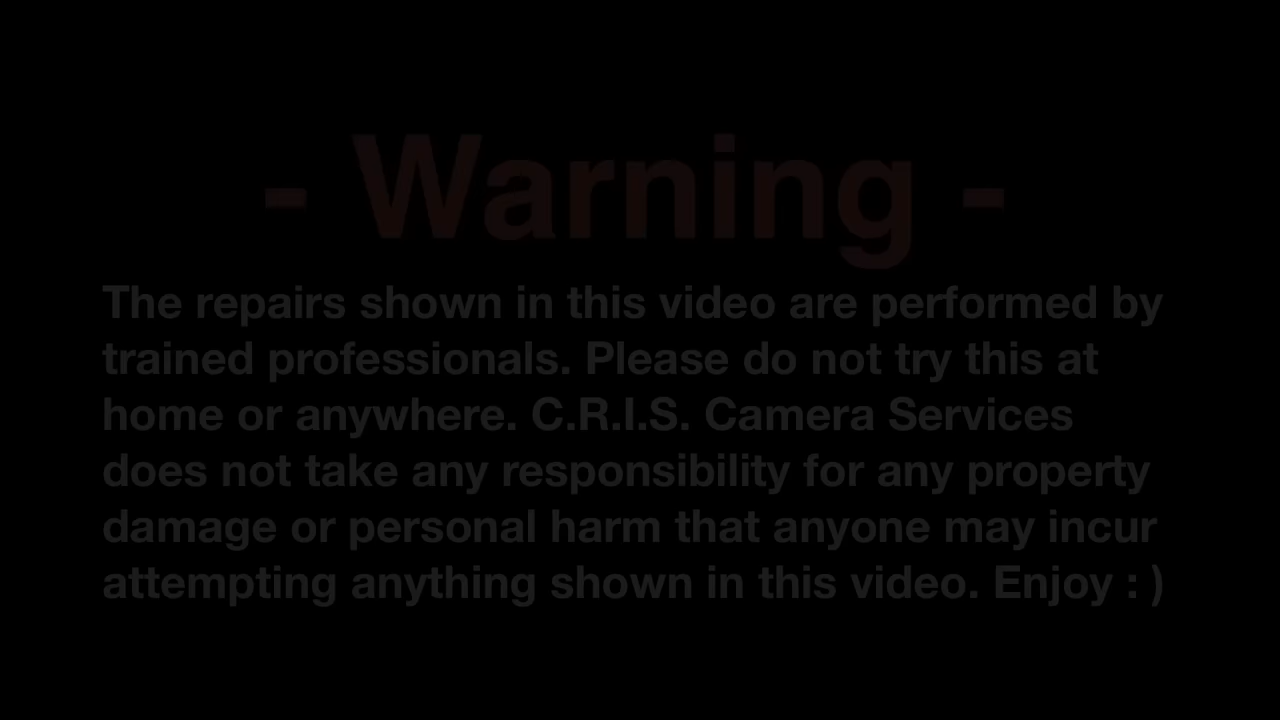 - Warning -
The repairs shown in this video are performed by
trained professionals. Please do not try this at
home or anywhere. C.R.I.S. Camera Services
does not take any responsibility for any property
damage or personal harm that anyone may incur
attempting anything shown in this video. Enjoy : )